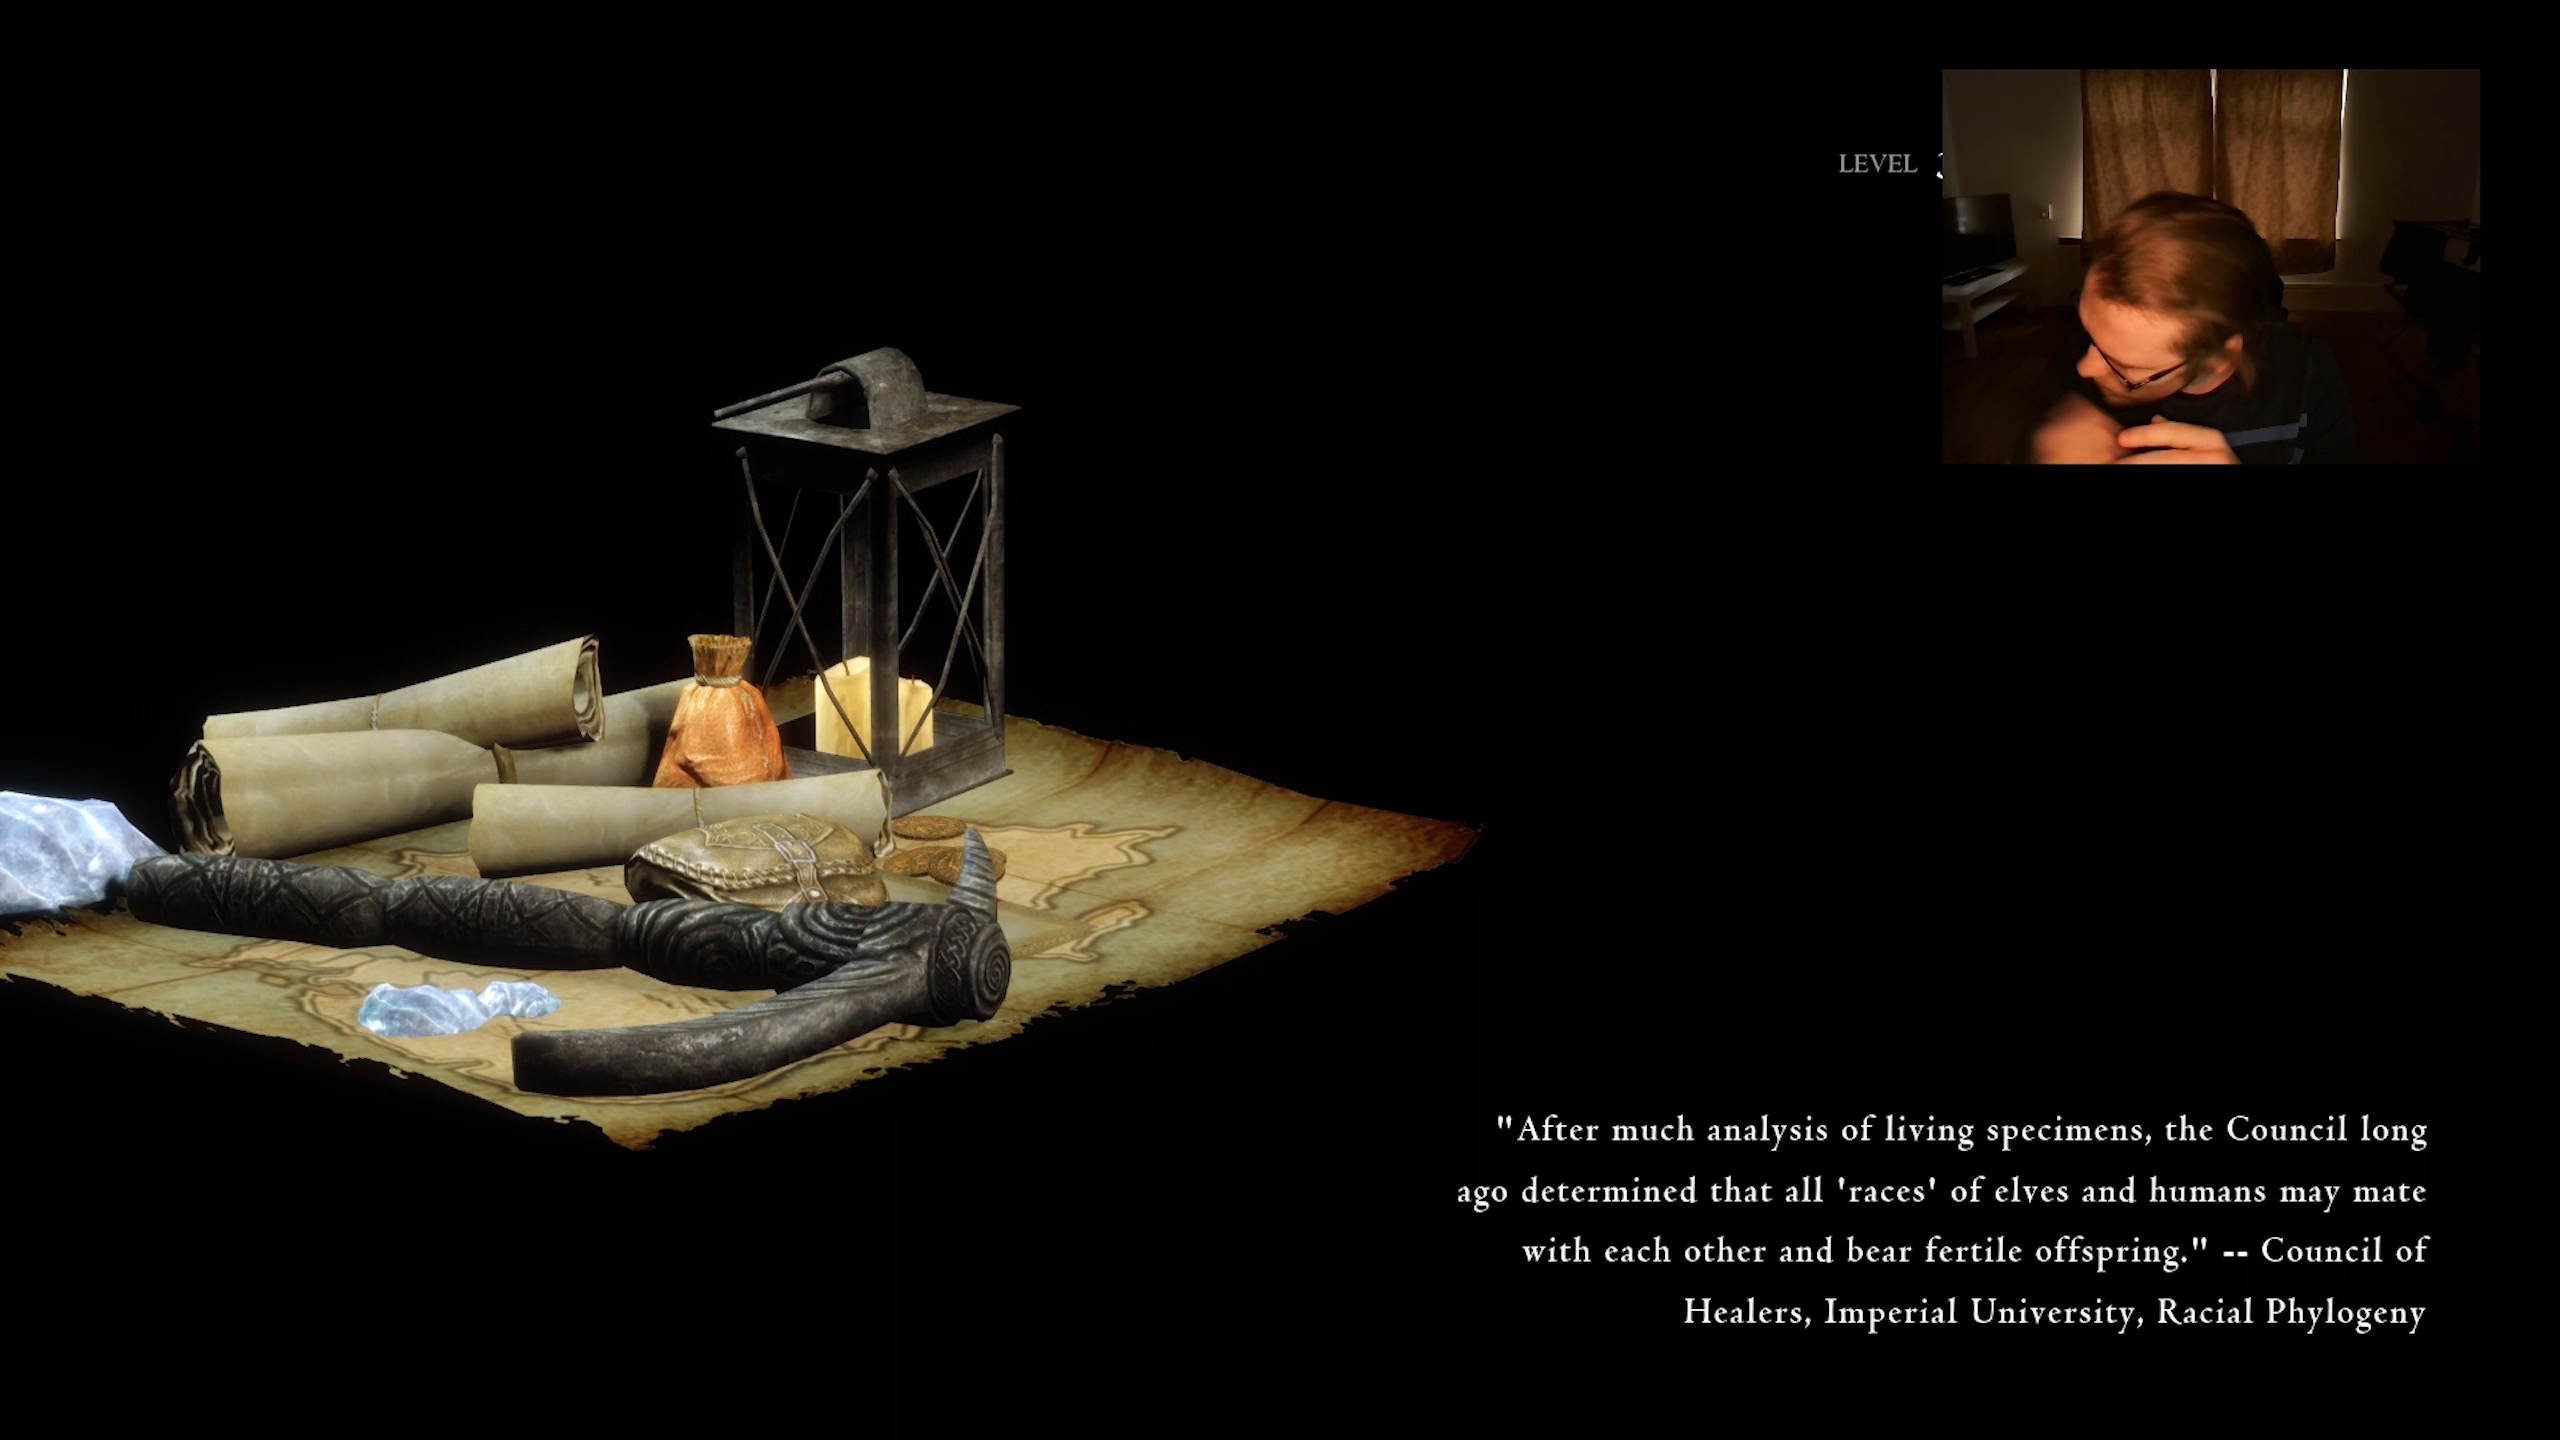 LEVEL
"After much analysis of living specimens, the Council long
ago determined that all 'races' of elves and humans may mate
with each other and bear fertile offspring." -- Council of
Healers, Imperial University, Racial Phylogeny